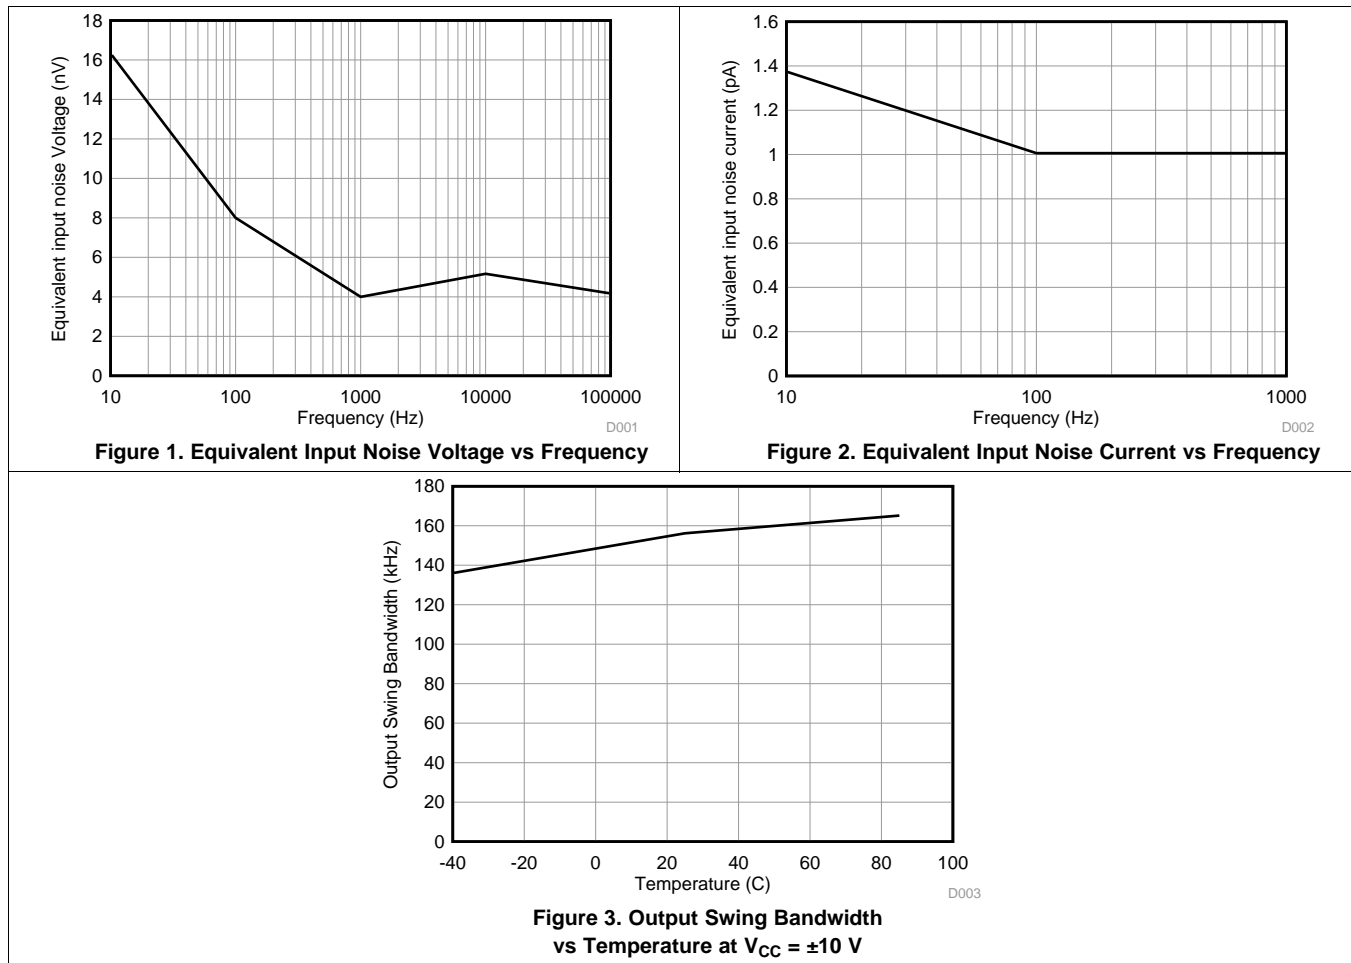 18
16
14
12
10
8
6
4
2
0
Equivalent input noise Voltage (nV)
10 100 1000 10000 100000
Frequency (Hz)
D001
Figure 1. Equivalent Input Noise Voltage vs Frequency
1.6
1.4
1.2
1
0.8
0.6
0.4
0.2
0
Equivalent input noise current (pA)
10 100 1000
Frequency (Hz)
D002
Figure 2. Equivalent Input Noise Current vs Frequency
180
160
140
120
100
80
60
40
20
0
Output Swing Bandwidth (kHz)
-40 -20 0 20 40 60 80 100
Temperature (C)
D003
Figure 3. Output Swing Bandwidth
vs Temperature at VCC = ±10 V